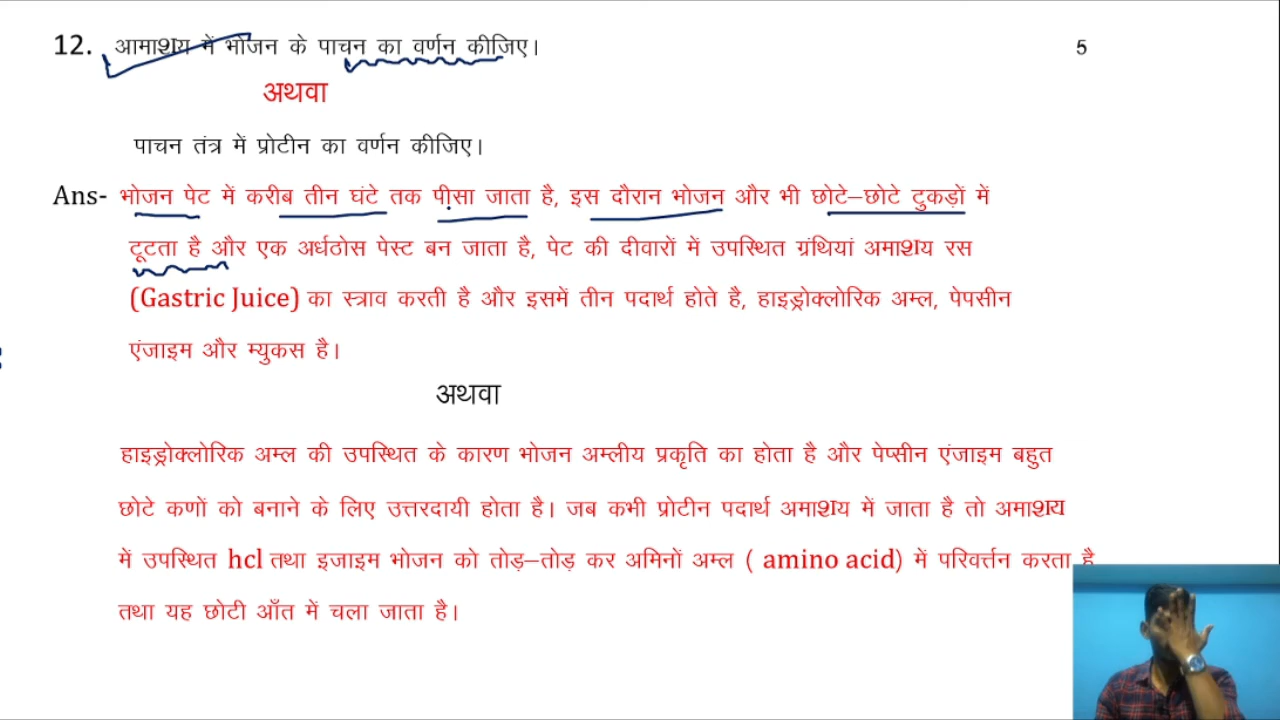 12. आमाशय में भोजन के पाचन का वर्णन कीजिए। 5
अथवा
पाचन तंत्र में प्रोटीन का वर्णन कीजिए।
Ans- भोजन पेट में करीब तीन घंटे तक पीसा जाता है, इस दौरान भोजन और भी छोटे–छोटे टुकड़ों में
टूटता है और एक अर्धठोस पेस्ट बन जाता है, पेट की दीवारों में उपस्थित ग्रंथियां अमाशय रस
(Gastric Juice) का स्त्राव करती है और इसमें तीन पदार्थ होते है, हाइड्रोक्लोरिक अम्ल, पेपसीन
एंजाइम और म्युकस है।
अथवा
हाइड्रोक्लोरिक अम्ल की उपस्थित के कारण भोजन अम्लीय प्रकृति का होता है और पेप्सीन एंजाइम बहुत
छोटे कणों को बनाने के लिए उत्तरदायी होता है। जब कभी प्रोटीन पदार्थ अमाशय में जाता है तो अमाशय
में उपस्थित hcl तथा इजाइम भोजन को तोड़–तोड़ कर अमिनों अम्ल ( amino acid) में परिवर्त्तन करता है
तथा यह छोटी आँत में चला जाता है।